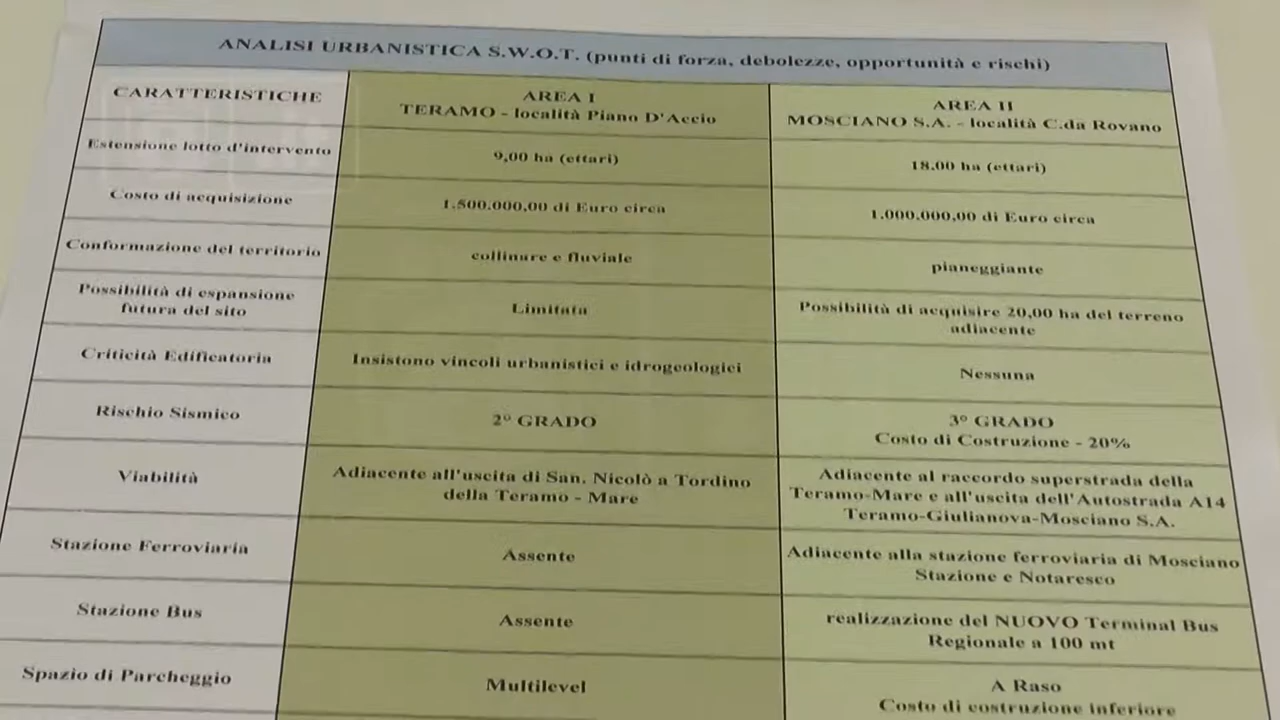 ANALISI URBANISTICA S.W.O.T. (punti di forza, debolezze, opportunità e rischi)
CARATTERISTICHE
AREA I
TERAMO - località Piano D'Accio
AREA II
MOSCIANO S.A. - località C.da Rovano
Estensione lotto d'intervento
9,00 ha (ettari)
18.00 ha (ettari)
Costo di acquisizione
1.500.000,00 di Euro circa
1.000.000,00 di Euro circa
Conformazione del territorio
collinare e fluviale
pianeggiante
Possibilità di espansione
futura del sito
Limitata
Possibilità di acquisire 20,00 ha del terreno
adiacente
Criticità Edificatoria
Insistono vincoli urbanistici e idrogeologici
Nessuna
Rischio Sismico
2° GRADO
3° GRADO
Costo di Costruzione - 20%
Viabilità
Adiacente all'uscita di San. Nicolò a Tordino
della Teramo - Mare
Adiacente al raccordo superstrada della
Teramo-Mare e all'uscita dell'Autostrada A14
Teramo-Giulianova-Mosciano S.A.
Stazione Ferroviaria
Assente
Adiacente alla stazione ferroviaria di Mosciano
Stazione e Notaresco
Stazione Bus
Assente
realizzazione del NUOVO Terminal Bus
Regionale a 100 mt
Spazio di Parcheggio
Multilevel
A Raso
Costo di costruzione inferiore